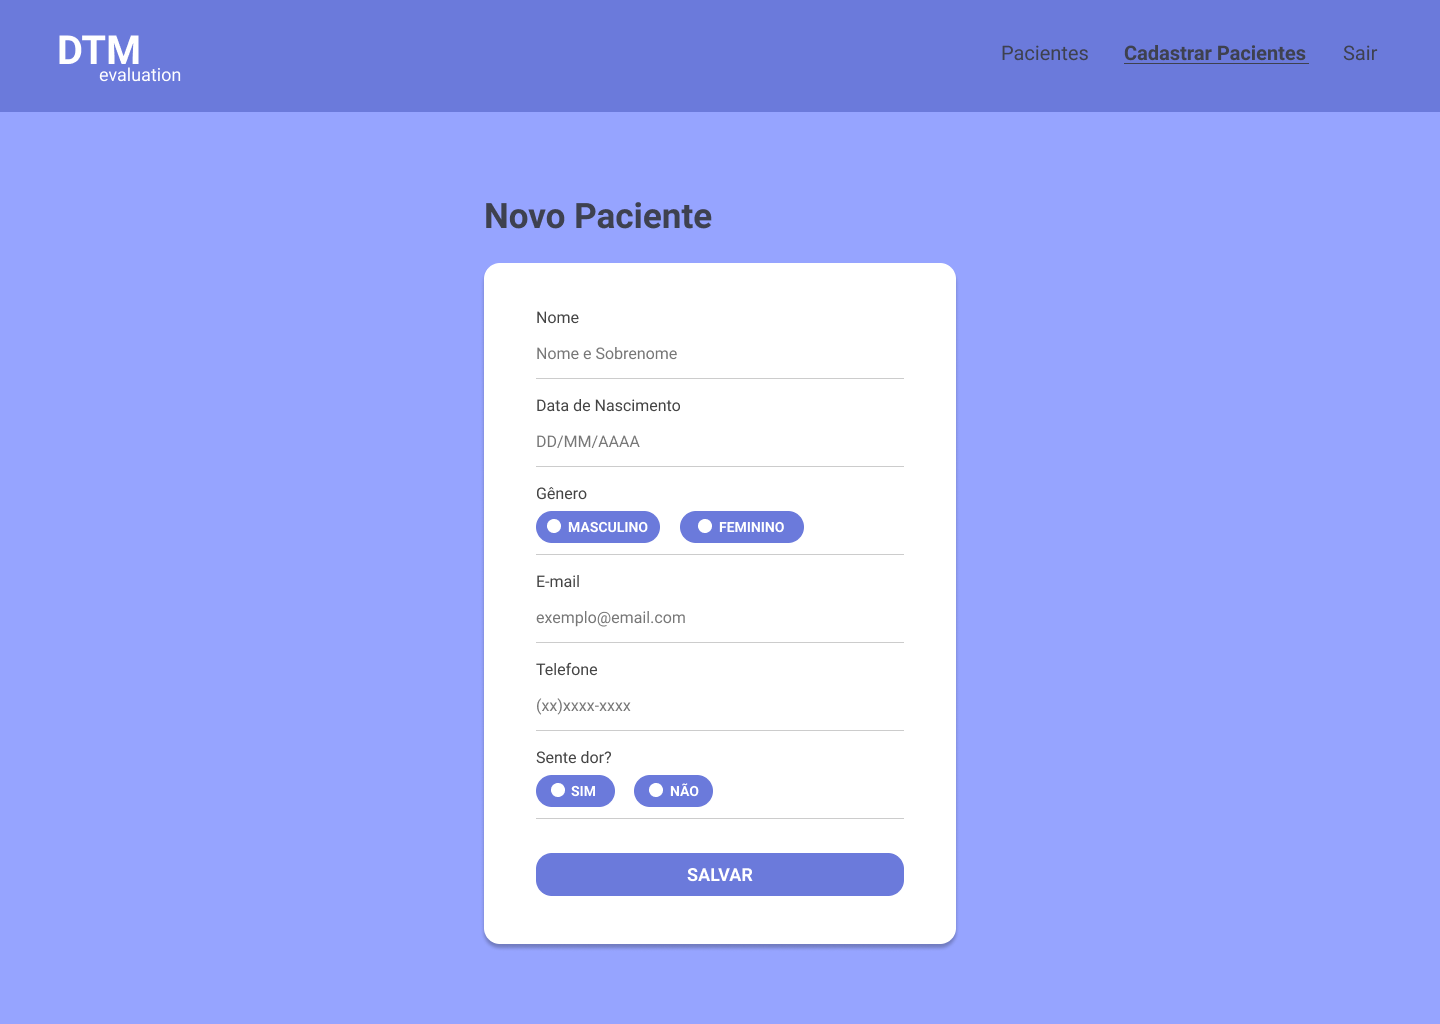 DTM
evaluation
Pacientes Cadastrar Pacientes Sair
Novo Paciente
Nome
Nome e Sobrenome
Data de Nascimento
DD/MM/AAAA
Gênero
MASCULINO FEMININO
E-mail
exemplo@email.com
Telefone
(xx)xxxx-xxxx
Sente dor?
SIM NÃO
SALVAR